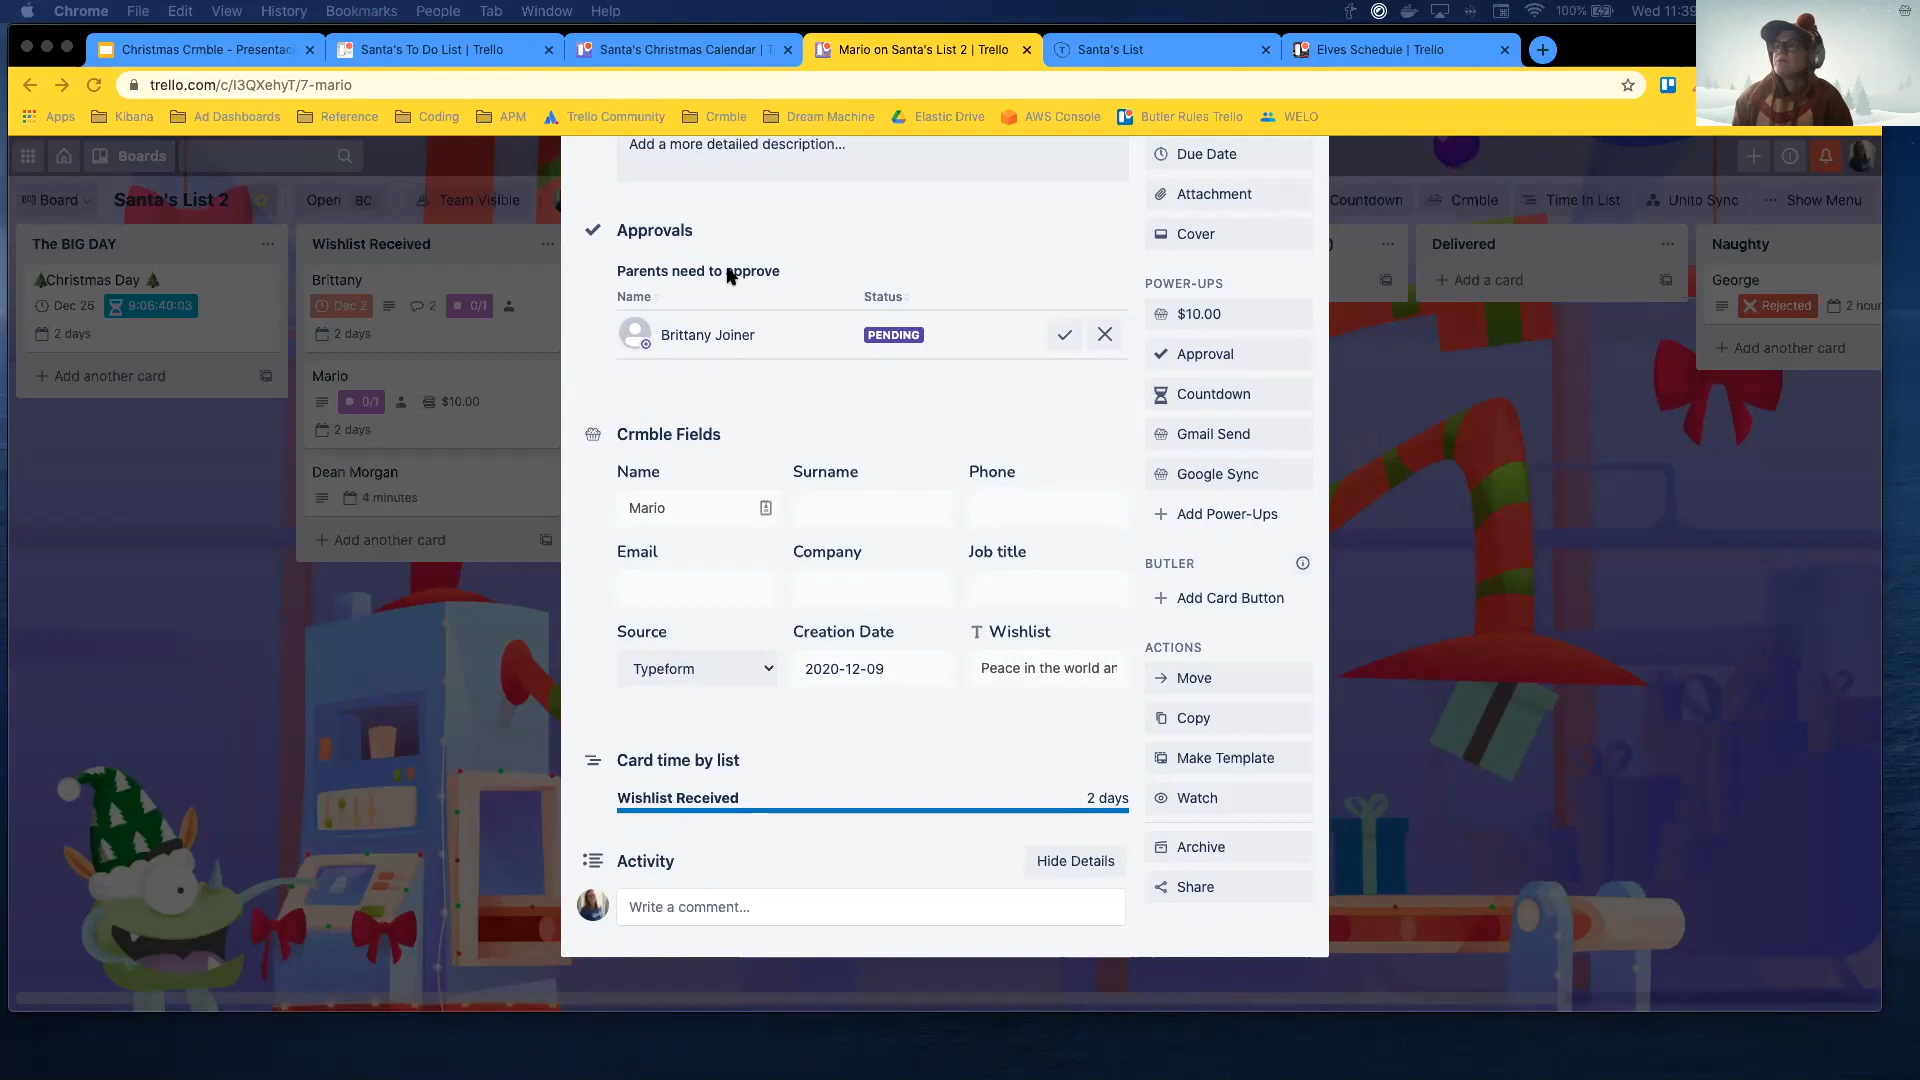 Chrome File Edit View History Bookmarks People Tab Window Help 100% Wed 11:39
Christmas Crmble - Presentaci Santa's To Do List | Trello Santa's Christmas Calendar | T Mario on Santa's List 2 | Trello Santa's List Elves Schedule | Trello
trello.com/c/I3QXehyT/7-mario
Apps Kibana Ad Dashboards Reference Coding APM Trello Community Crmble Dream Machine Elastic Drive AWS Console Butler Rules Trello WELO
Boards
Board Santa's List 2 Open BC Team Visible Countdown Crmble Time In List Unito Sync Show Menu
The BIG DAY
Christmas Day
Dec 25 9:06:40:03
2 days
+ Add another card
Wishlist Received
Brittany
Dec 2 2 0/1
2 days
Mario
0/1 $10.00
2 days
Dean Morgan
4 minutes
+ Add another card
Add a more detailed description...
Approvals
Parents need to approve
Name Status
Brittany Joiner PENDING
Crmble Fields
Name Surname Phone
Mario
Email Company Job title
Source Creation Date T Wishlist
Typeform 2020-12-09 Peace in the world an
Card time by list
Wishlist Received 2 days
Activity Hide Details
Write a comment...
Due Date
Attachment
Cover
POWER-UPS
$10.00
Approval
Countdown
Gmail Send
Google Sync
+ Add Power-Ups
BUTLER
+ Add Card Button
ACTIONS
Move
Copy
Make Template
Watch
Archive
Share
)
Delivered
+ Add a card
Naughty
George
Rejected 2 hour
+ Add another card